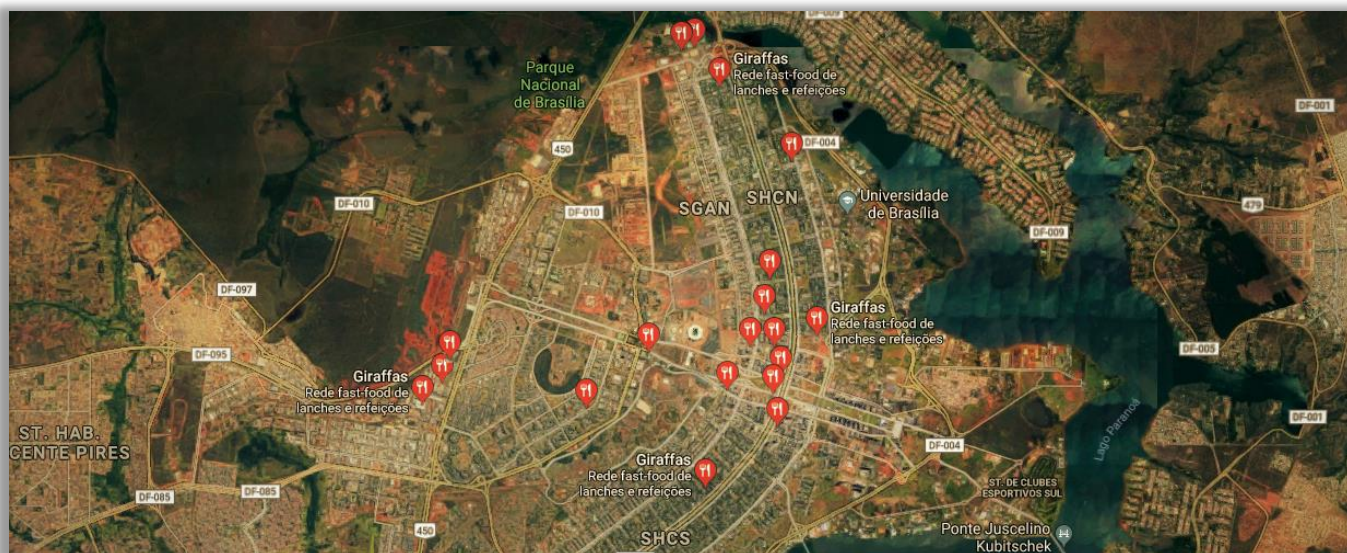 DF-009
Giraffas
Rede fast-food de
lanches e refeições
Parque
Nacional
de Brasília
DF-001
450
DF-004
DF-010
DF-010
SGAN
SHCN
Universidade
de Brasília
479
DF-009
DF-097
Giraffas
Rede fast-food de
lanches e refeições
DF-095
DF-005
Giraffas
Rede fast-food de
lanches e refeições
ST. HAB.
CENTE PIRES
DF-001
Lago Paranoá
DF-004
Giraffas
Rede fast-food de
lanches e refeições
DF-085
DF-085
ST. DE CLUBES
ESPORTIVOS SUL
450
SHCS
Ponte Juscelino
Kubitschek